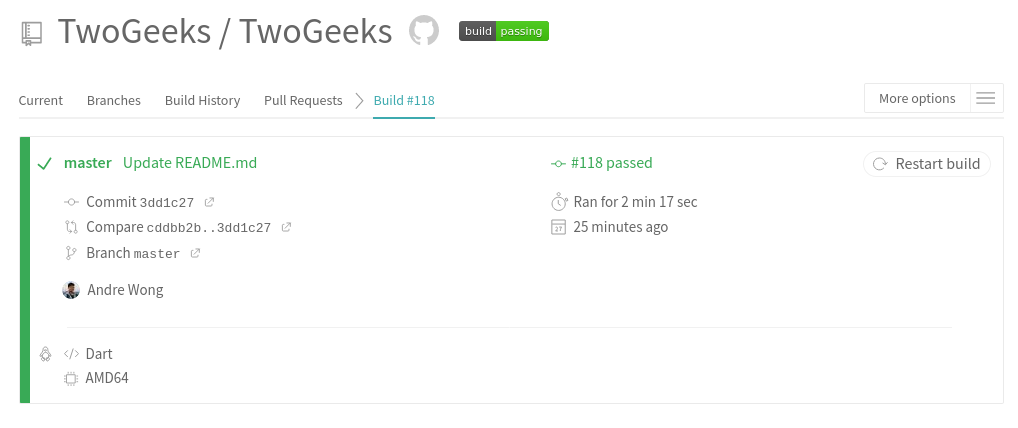 TwoGeeks / TwoGeeks build passing
Current Branches Build History Pull Requests Build #118 More options
master Update README.md #118 passed Restart build
Commit 3dd1c27 Ran for 2 min 17 sec
Compare cddbb2b..3dd1c27 25 minutes ago
Branch master
Andre Wong
</> Dart
AMD64